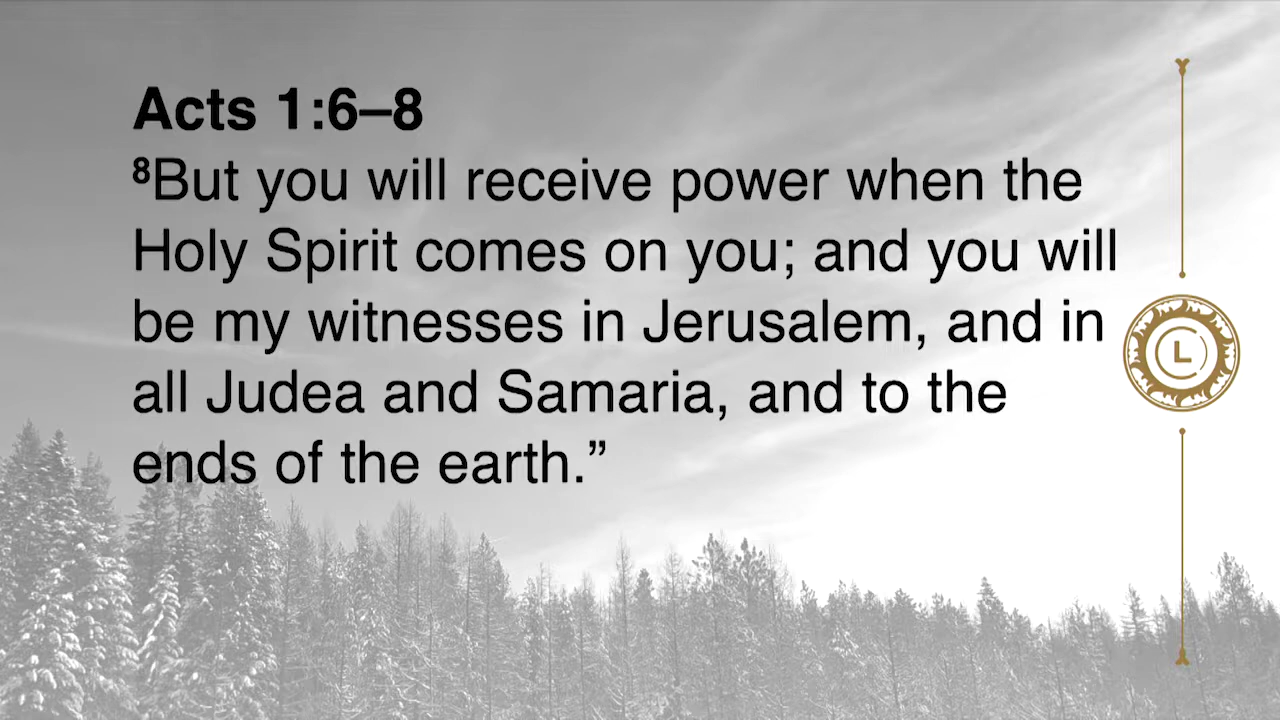 Acts 1:6–8
⁸But you will receive power when the
Holy Spirit comes on you; and you will
be my witnesses in Jerusalem, and in
all Judea and Samaria, and to the
ends of the earth.”
L